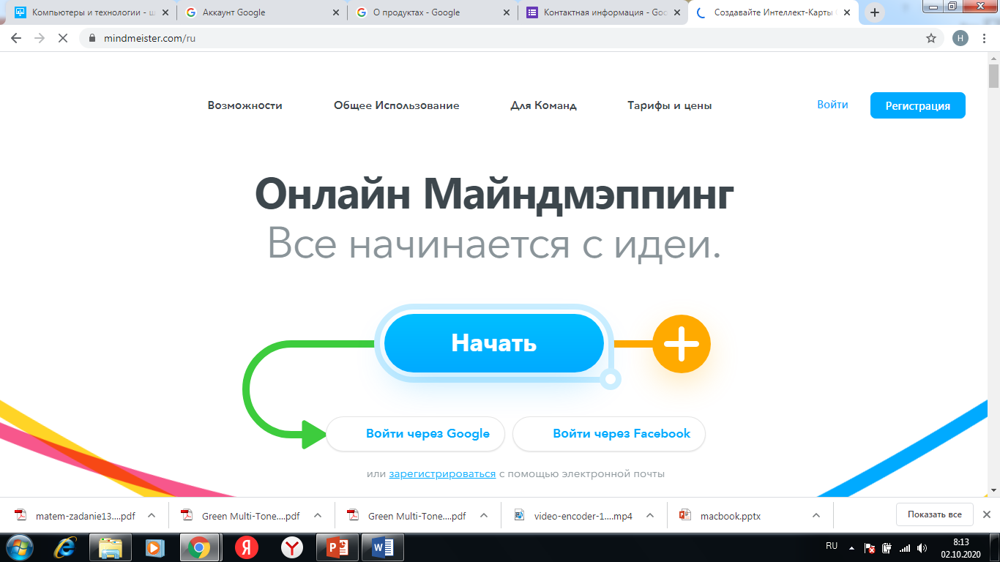 Компьютеры и технологии - ш
Аккаунт Google
О продуктах - Google
Контактная информация - Goo
Создавайте Интеллект-Карты
mindmeister.com/ru
Н
Возможности
Общее Использование
Для Команд
Тарифы и цены
Войти
Регистрация
Онлайн Майндмэппинг
Все начинается с идеи.
Начать
Войти через Google
Войти через Facebook
или зарегистрироваться с помощью электронной почты
matem-zadanie13....pdf
Green Multi-Tone....pdf
Green Multi-Tone....pdf
video-encoder-1....mp4
macbook.pptx
Показать все
RU
8:13
02.10.2020